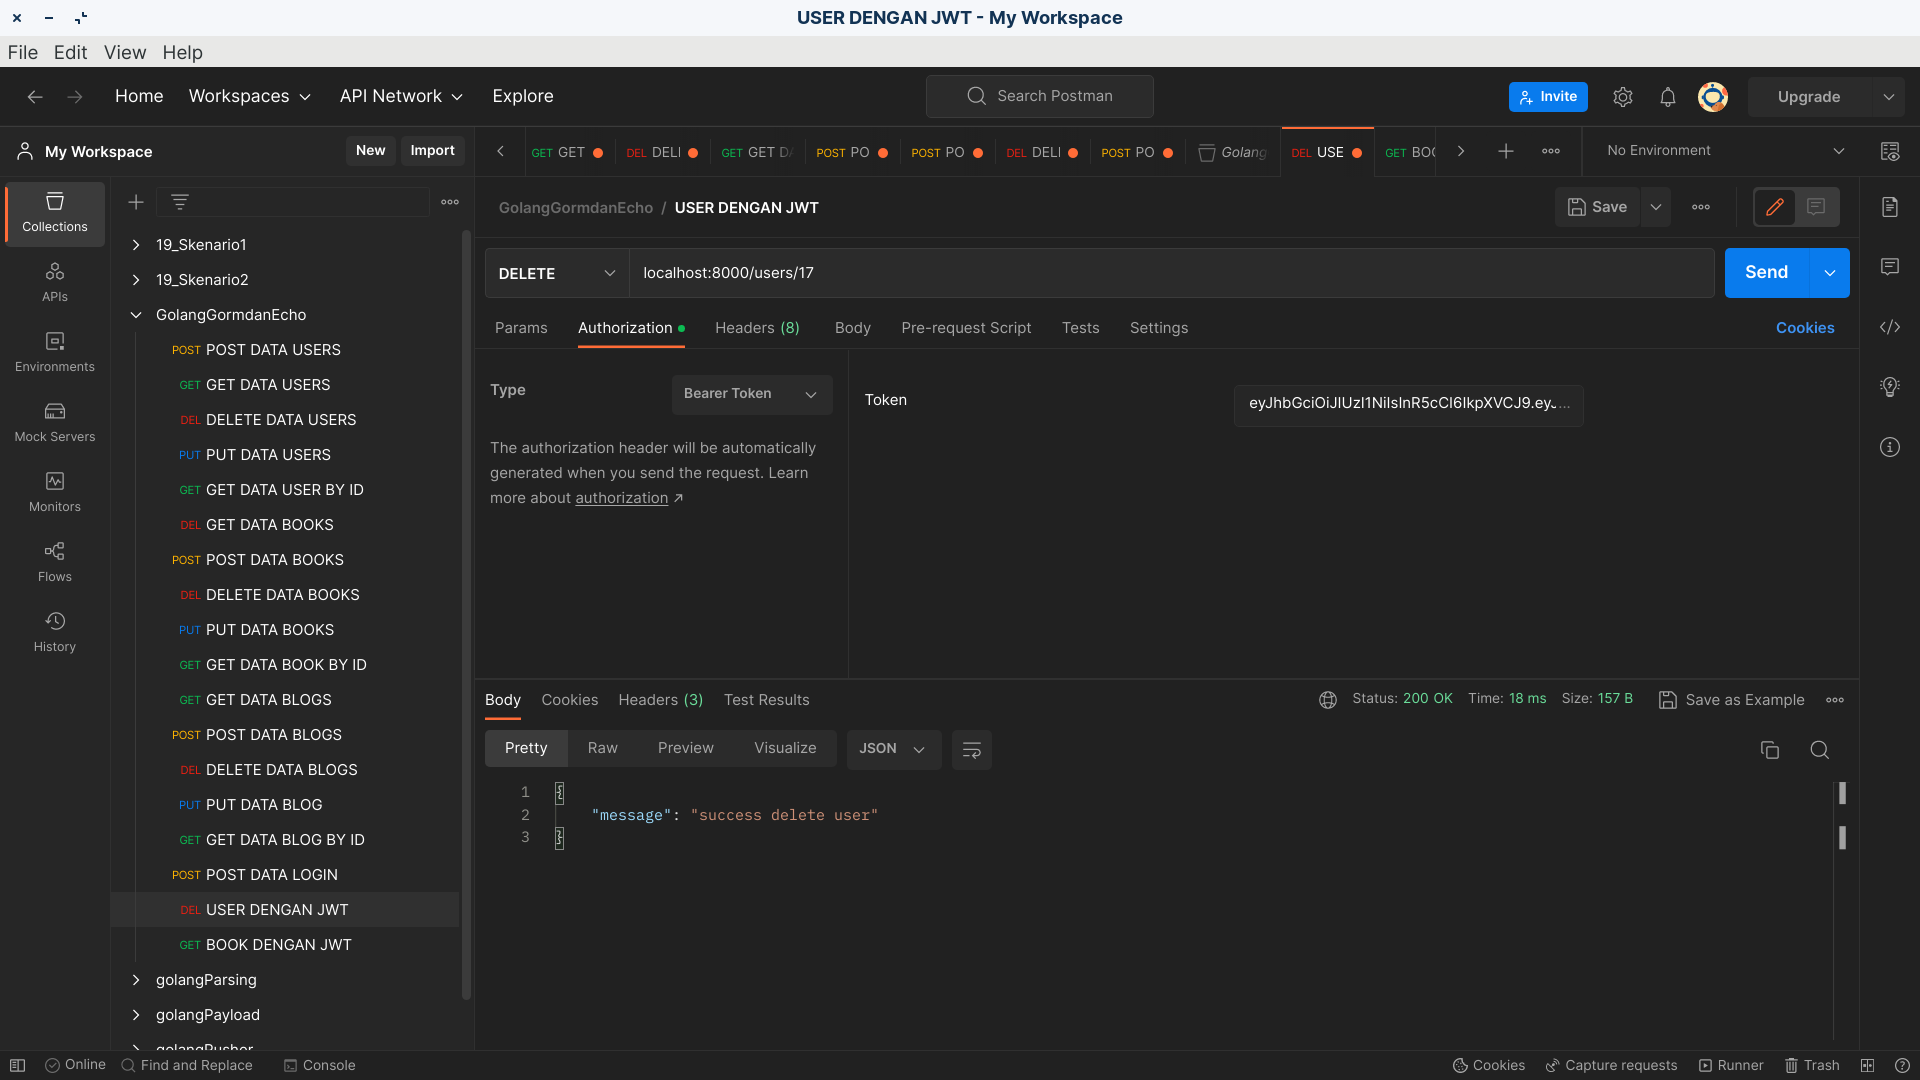 USER DENGAN JWT - My Workspace
File Edit View Help
Home Workspaces API Network Explore
Search Postman
Invite
Upgrade
My Workspace
New Import
GET GET
DEL DELI
GET GET DA
POST PO
POST PO
DEL DELI
POST PO
Golang
DEL USE
GET BOO
No Environment
Collections
APIs
Environments
Mock Servers
Monitors
Flows
History
19_Skenario1
19_Skenario2
GolangGormdanEcho
POST POST DATA USERS
GET GET DATA USERS
DEL DELETE DATA USERS
PUT PUT DATA USERS
GET GET DATA USER BY ID
DEL GET DATA BOOKS
POST POST DATA BOOKS
DEL DELETE DATA BOOKS
PUT PUT DATA BOOKS
GET GET DATA BOOK BY ID
GET GET DATA BLOGS
POST POST DATA BLOGS
DEL DELETE DATA BLOGS
PUT PUT DATA BLOG
GET GET DATA BLOG BY ID
POST POST DATA LOGIN
DEL USER DENGAN JWT
GET BOOK DENGAN JWT
golangParsing
golangPayload
golangPusher
GolangGormdanEcho / USER DENGAN JWT
Save
DELETE localhost:8000/users/17
Send
Params Authorization Headers (8) Body Pre-request Script Tests Settings
Cookies
Type Bearer Token
The authorization header will be automatically
generated when you send the request. Learn
more about authorization ↗
Token
Body Cookies Headers (3) Test Results
Status: 200 OK Time: 18 ms Size: 157 B
Save as Example
Pretty Raw Preview Visualize JSON
1 {
2 "message": "success delete user"
3 }
Online Find and Replace Console
Cookies Capture requests Runner Trash